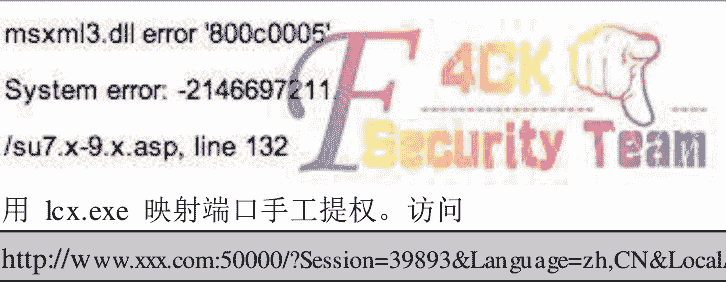 msxml3.dll error '800c0005'
System error: -2146697211
/su7.x-9.x.asp, line 132
F4CK
Security Team
用 lcx.exe 映射端口手工提权。访问
http://www.xxx.com:50000/?Session=39893&Language=zh,CN&Local